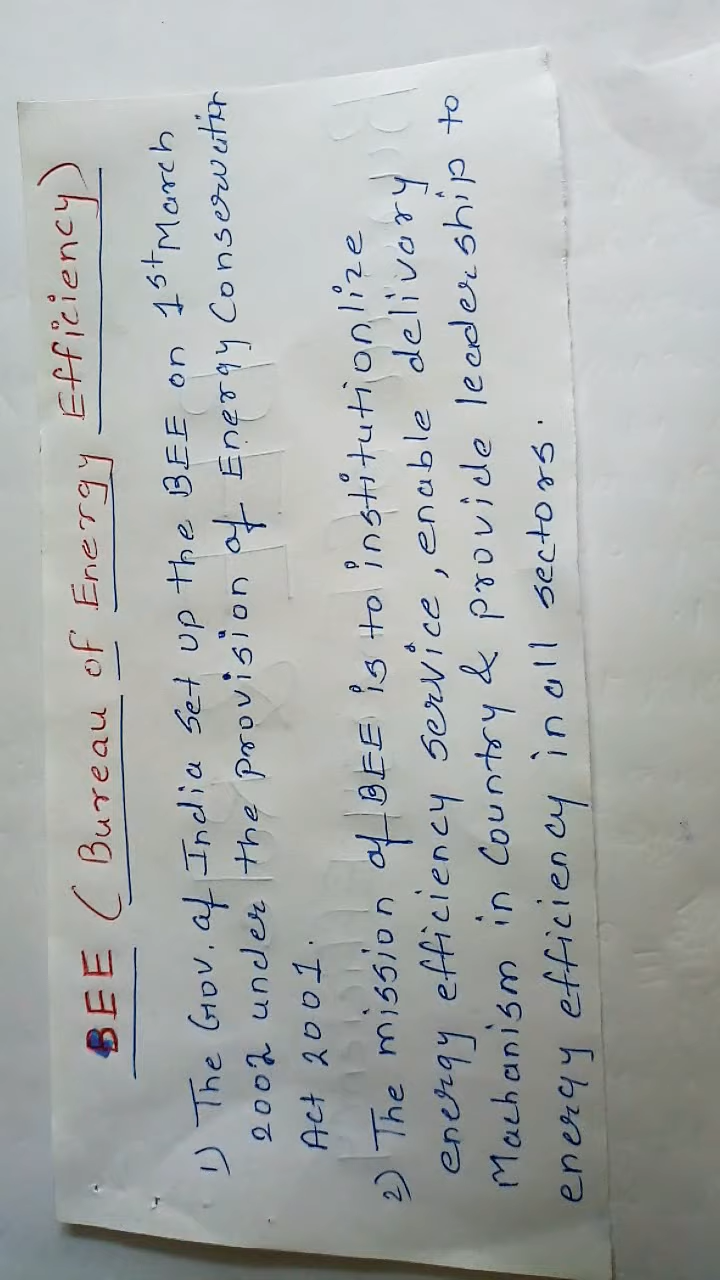 BEE (Bureau of Energy Efficiency)
1) The Gov. of India set up the BEE on 1st March
2002 under the provision of Energy Conservation
Act 2001.
2) The mission of BEE is to institutionlize
energy efficiency service, enable delivary
Machanism in Country & provide leadership to
energy efficiency in all sectors.